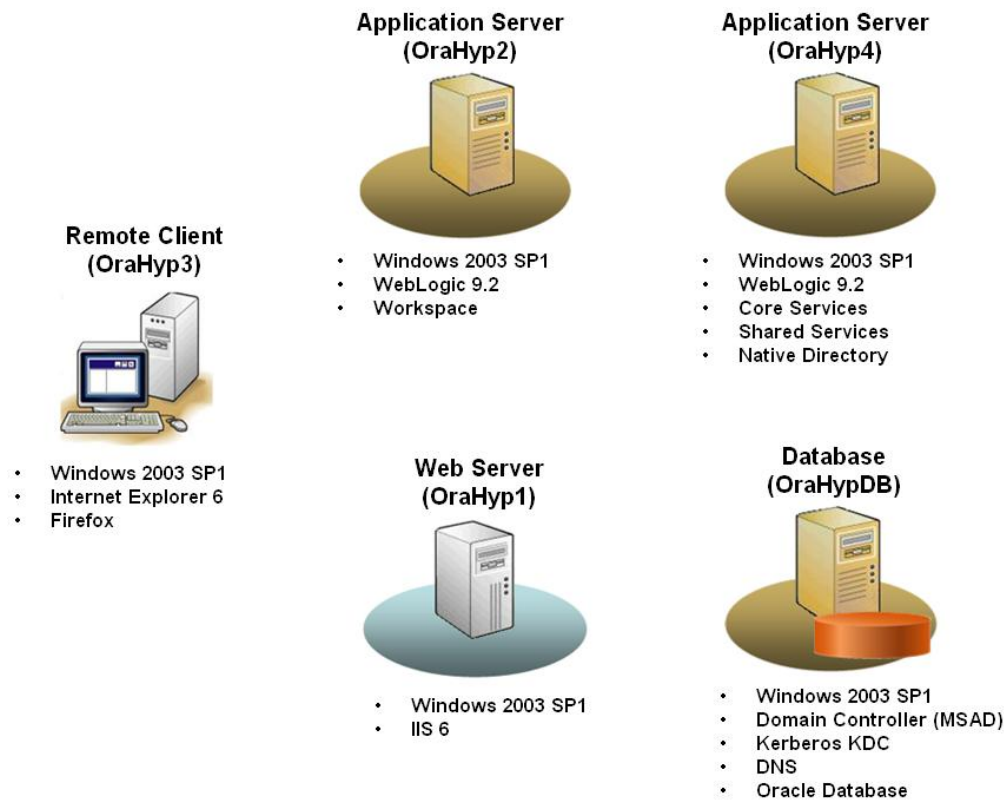 Application Server
(OraHyp2)
• Windows 2003 SP1
• WebLogic 9.2
• Workspace
Application Server
(OraHyp4)
• Windows 2003 SP1
• WebLogic 9.2
• Core Services
• Shared Services
• Native Directory
Remote Client
(OraHyp3)
• Windows 2003 SP1
• Internet Explorer 6
• Firefox
Web Server
(OraHyp1)
• Windows 2003 SP1
• IIS 6
Database
(OraHypDB)
• Windows 2003 SP1
• Domain Controller (MSAD)
• Kerberos KDC
• DNS
• Oracle Database